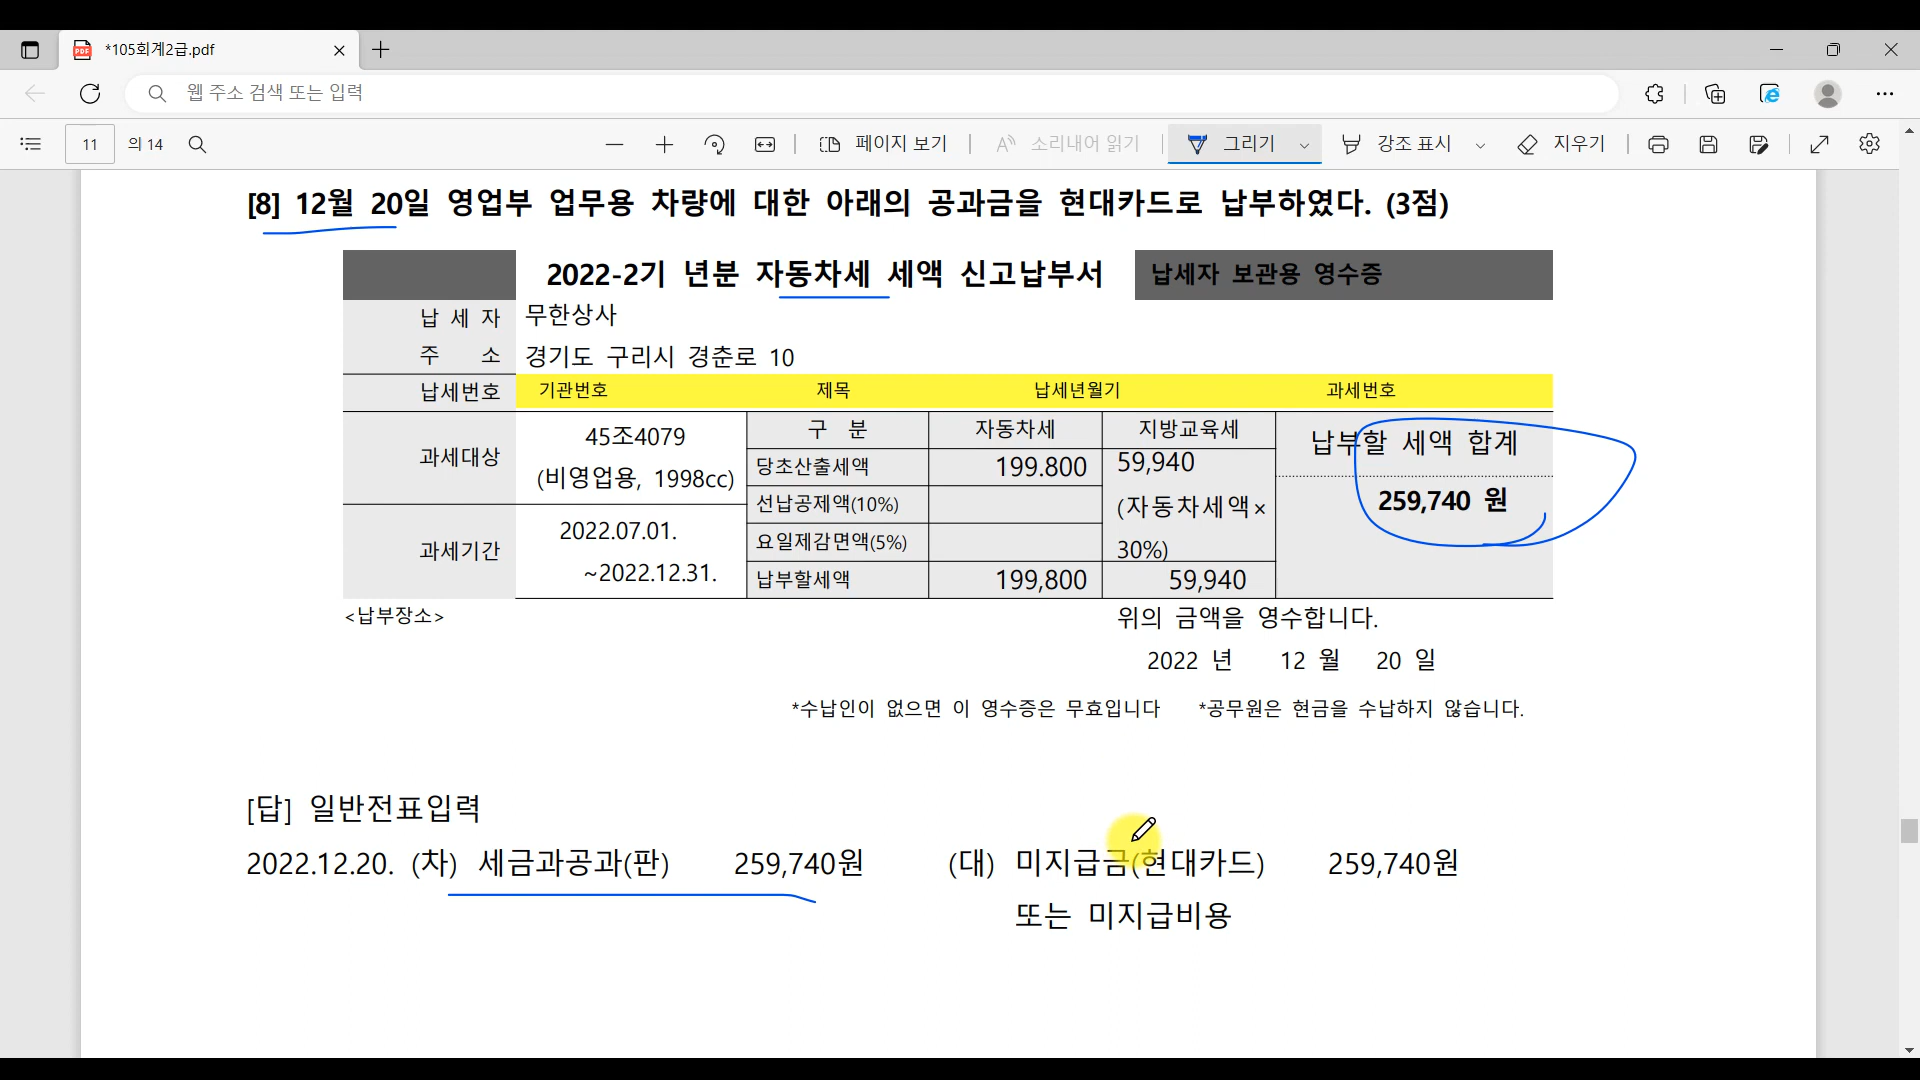 *105회계2급.pdf
웹 주소 검색 또는 입력
11 의 14 페이지 보기 소리내어 읽기 그리기 강조 표시 지우기
[8] 12월 20일 영업부 업무용 차량에 대한 아래의 공과금을 현대카드로 납부하였다. (3점)
2022-2기 년분 자동차세 세액 신고납부서 납세자 보관용 영수증
납 세 자 무한상사
주 소 경기도 구리시 경춘로 10
납세번호 기관번호 제목 납세년월기 과세번호
과세대상 45조4079
(비영업용, 1998cc)
과세기간 2022.07.01.
~2022.12.31.
구 분 자동차세 지방교육세
당초산출세액 199.800 59,940
선납공제액(10%) (자동차세액×
요일제감면액(5%) 30%)
납부할세액 199,800 59,940
납부할 세액 합계
259,740 원
<납부장소> 위의 금액을 영수합니다.
2022 년 12 월 20 일
*수납인이 없으면 이 영수증은 무효입니다 *공무원은 현금을 수납하지 않습니다.
[답] 일반전표입력
2022.12.20. (차) 세금과공과(판) 259,740원 (대) 미지급금(현대카드) 259,740원
또는 미지급비용